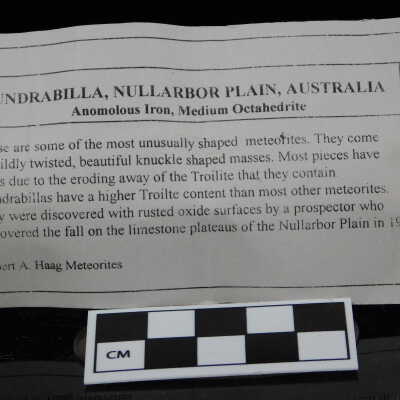 UNDRABILLA, NULLARBOR PLAIN, AUSTRALIA
Anomolous Iron, Medium Octahedrite
se are some of the most unusually shaped meteorites. They come
ildly twisted, beautiful knuckle shaped masses. Most pieces have
s due to the eroding away of the Troilite that they contain
drabillas have a higher Troilte content than most other meteorites.
y were discovered with rusted oxide surfaces by a prospector who
overed the fall on the limestone plateaus of the Nullarbor Plain in 19
ert A. Haag Meteorites
CM